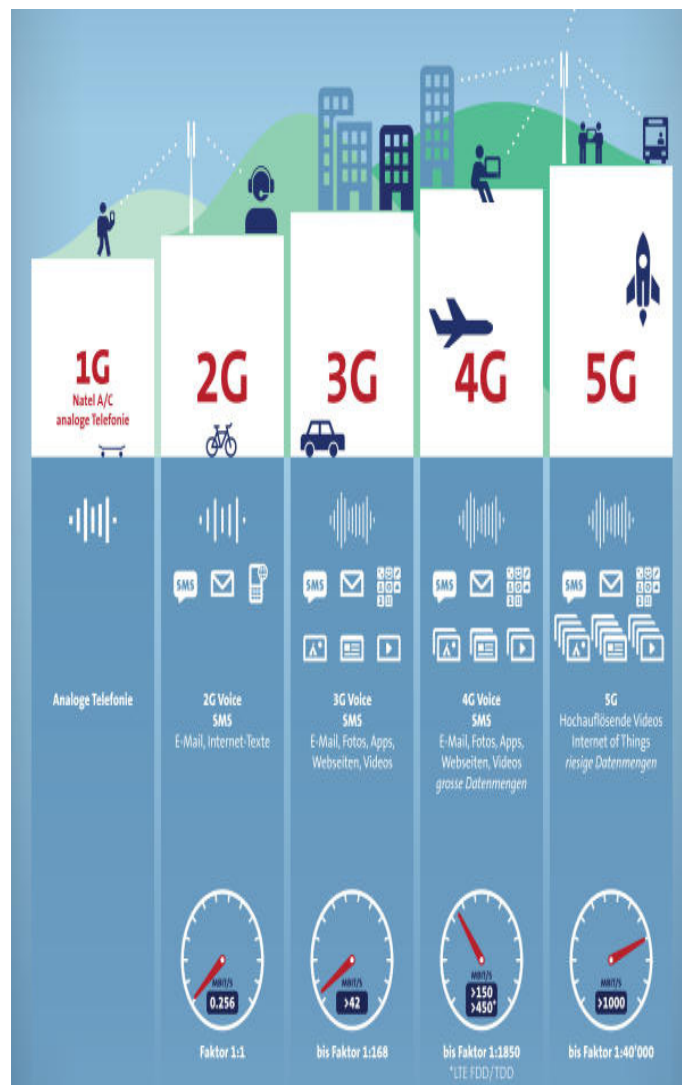 1G
Natel A/C
analoge Telefonie
2G
3G
4G
5G
SMS
SMS
SMS
SMS
Analoge Telefonie
2G Voice
SMS
E-Mail, Internet-Texte
3G Voice
SMS
E-Mail, Fotos, Apps,
Webseiten, Videos
4G Voice
SMS
E-Mail, Fotos, Apps,
Webseiten, Videos
grosse Datenmengen
5G
Hochauflösende Videos
Internet of Things
riesige Datenmengen
MBIT/S
0.256
Faktor 1:1
MBIT/S
>42
bis Faktor 1:168
MBIT/S
>150
>450*
bis Faktor 1:1850
*LTE FDD/TDD
MBIT/S
>1000
bis Faktor 1:40'000